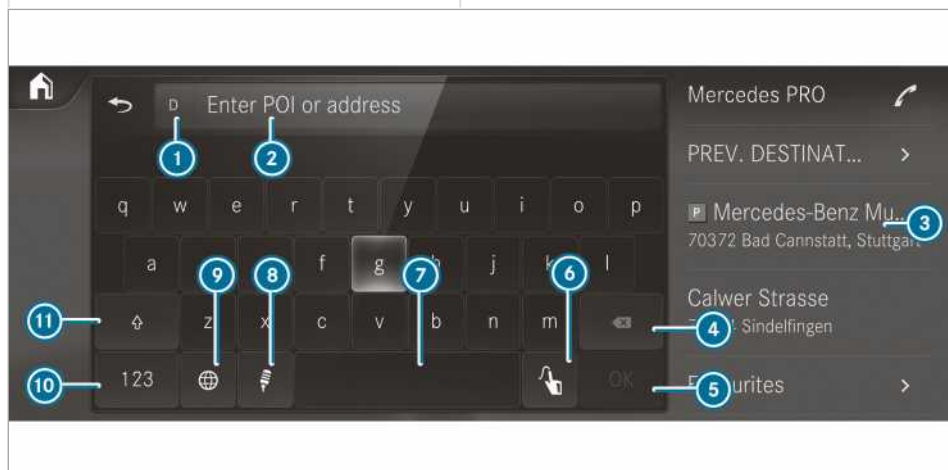 D Enter POI or address
1 2
q w e r t y u i o p
a f g j k l
9 8 7 6
11 z x c v b n m 4
10 123 5 OK
Mercedes PRO
PREV. DESTINAT...
P Mercedes-Benz Mu... 3
70372 Bad Cannstatt, Stuttgart
Calwer Strasse
Sindelfingen